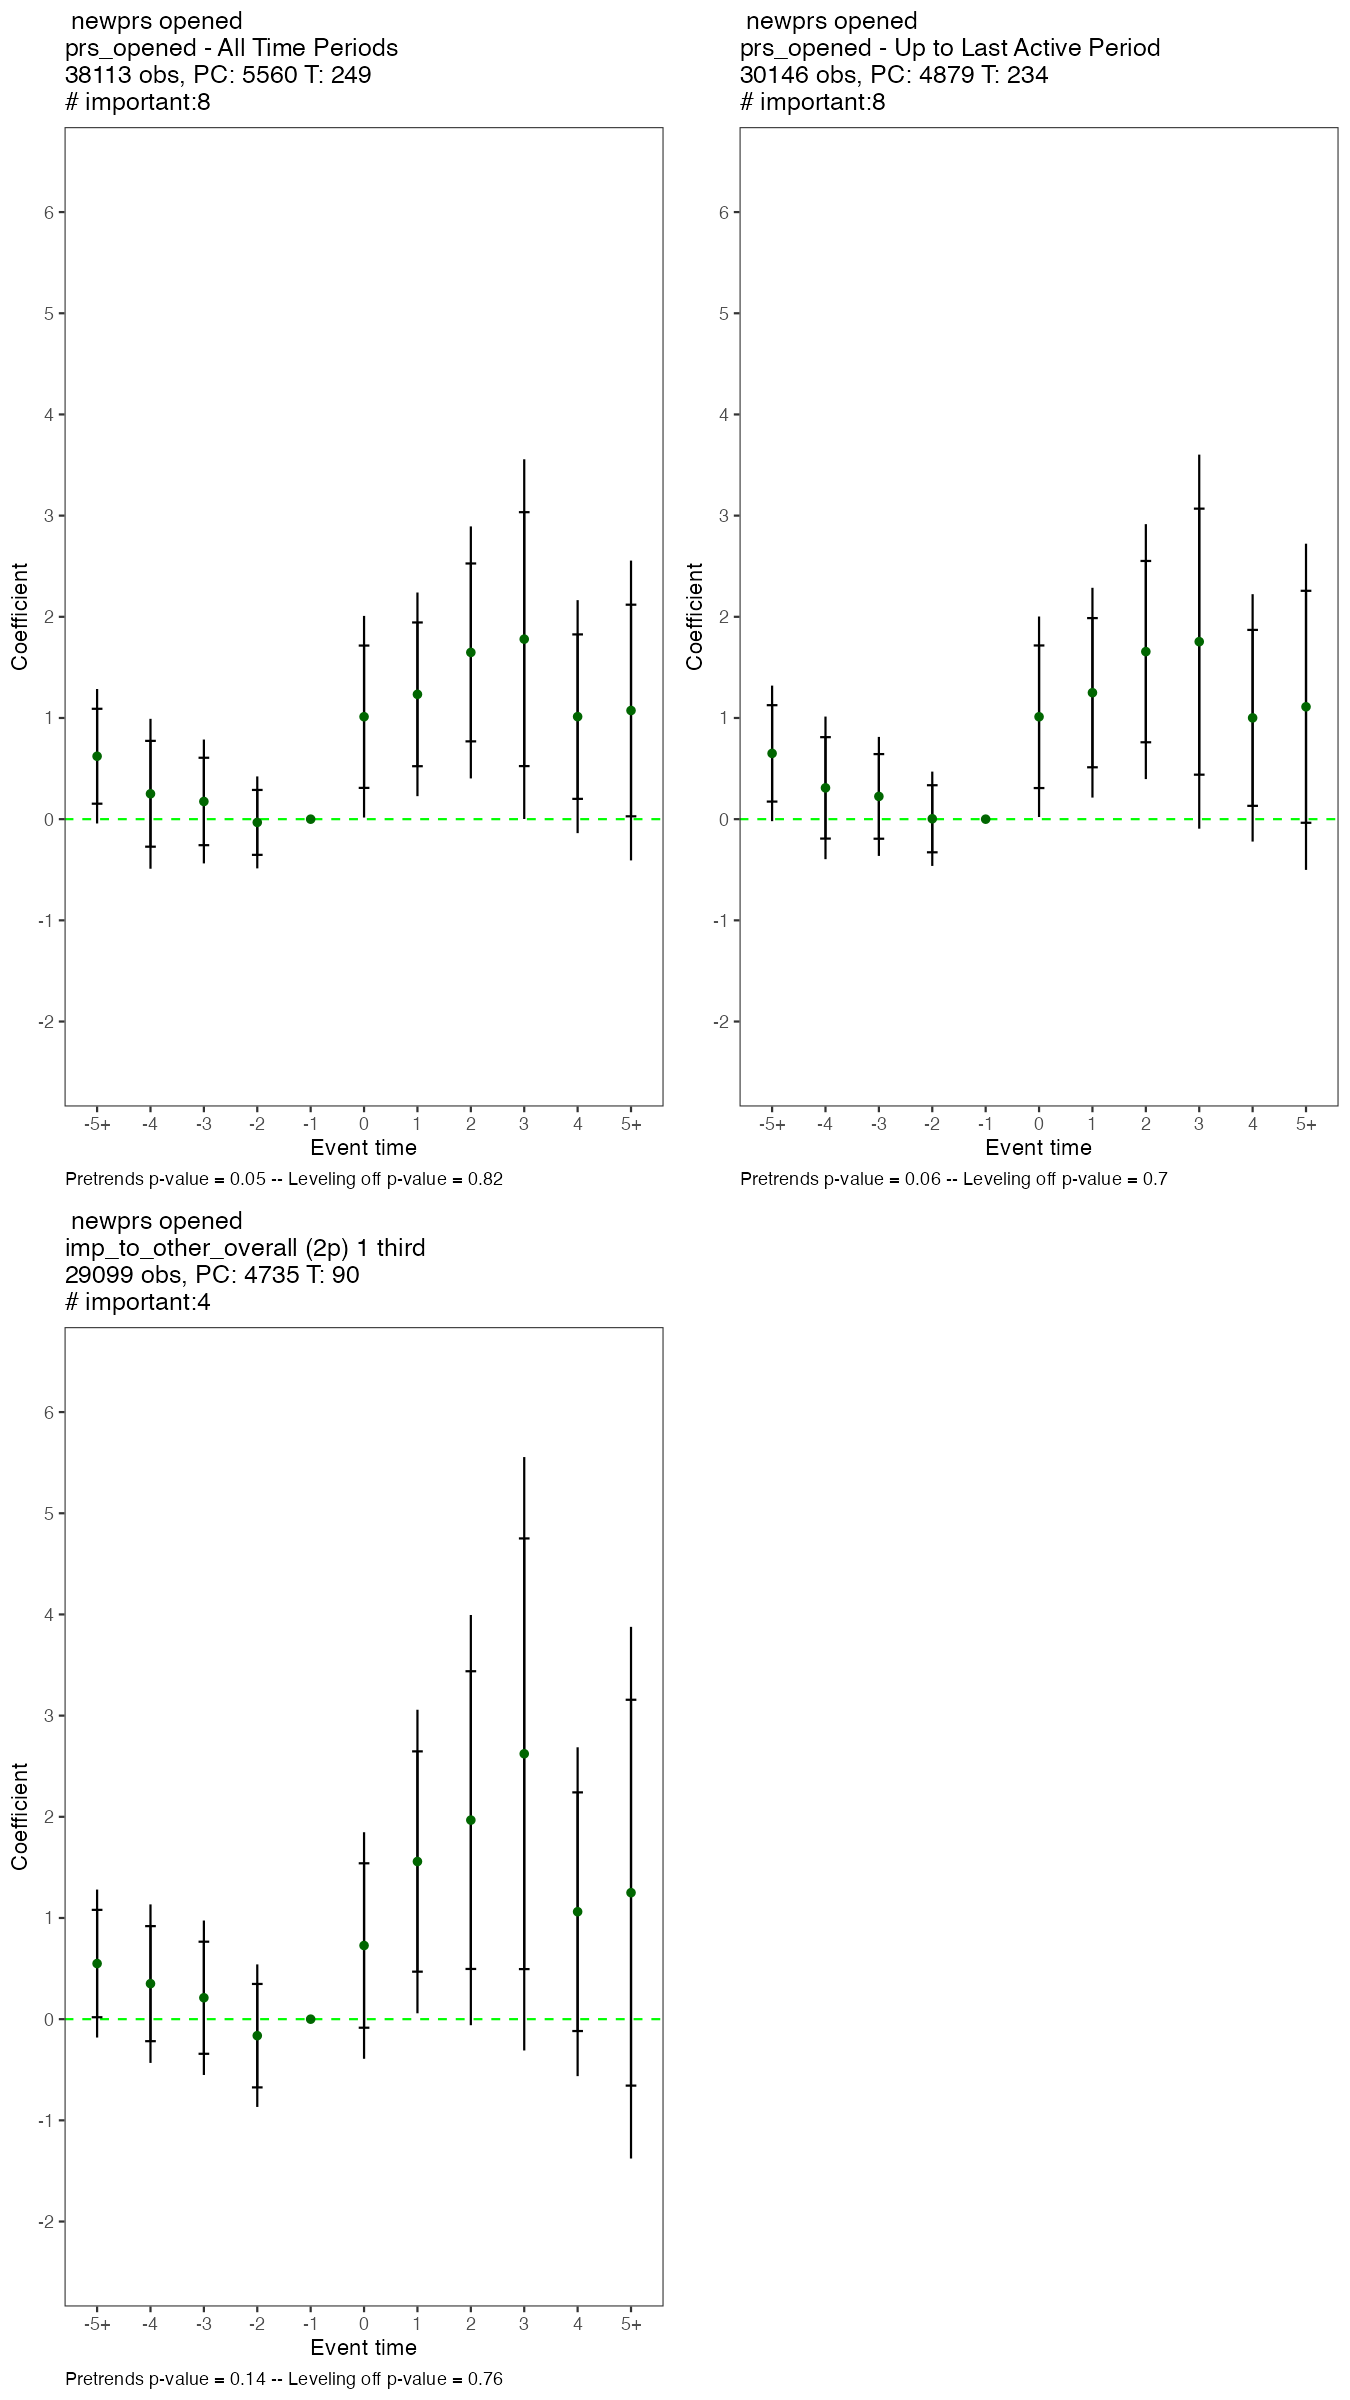 newprs opened
prs_opened - All Time Periods
38113 obs, PC: 5560 T: 249
# important:8
6
5
4
3
2
1
0
-1
-2
Coefficient
-5+ -4 -3 -2 -1 0 1 2 3 4 5+
Event time
Pretrends p-value = 0.05 -- Leveling off p-value = 0.82
newprs opened
prs_opened - Up to Last Active Period
30146 obs, PC: 4879 T: 234
# important:8
6
5
4
3
2
1
0
-1
-2
Coefficient
-5+ -4 -3 -2 -1 0 1 2 3 4 5+
Event time
Pretrends p-value = 0.06 -- Leveling off p-value = 0.7
newprs opened
imp_to_other_overall (2p) 1 third
29099 obs, PC: 4735 T: 90
# important:4
6
5
4
3
2
1
0
-1
-2
Coefficient
-5+ -4 -3 -2 -1 0 1 2 3 4 5+
Event time
Pretrends p-value = 0.14 -- Leveling off p-value = 0.76